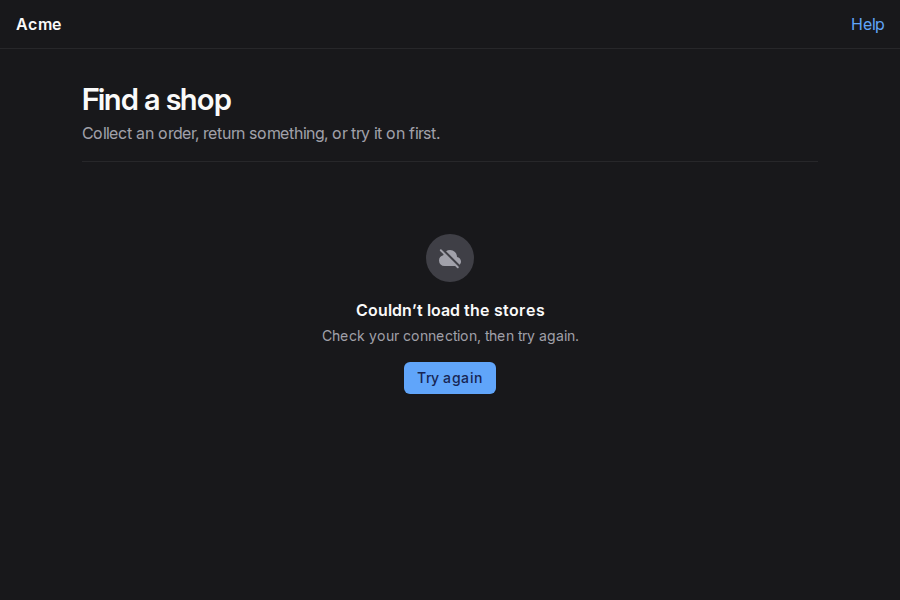 Acme
Help
Find a shop
Collect an order, return something, or try it on first.
Couldn’t load the stores
Check your connection, then try again.
Try again